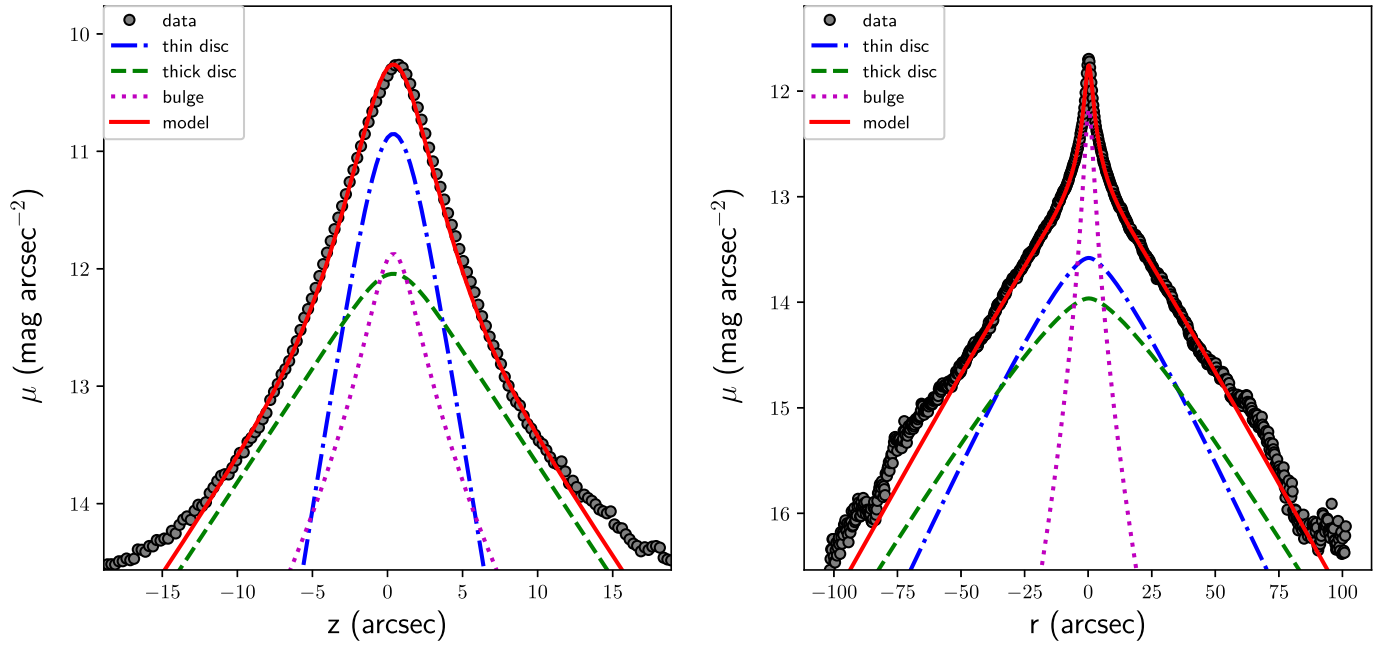 data
thin disc
thick disc
bulge
model
10
11
12
13
14
μ (mag arcsec⁻²)
−15 −10 −5 0 5 10 15
z (arcsec)
data
thin disc
thick disc
bulge
model
12
13
14
15
16
μ (mag arcsec⁻²)
−100 −75 −50 −25 0 25 50 75 100
r (arcsec)